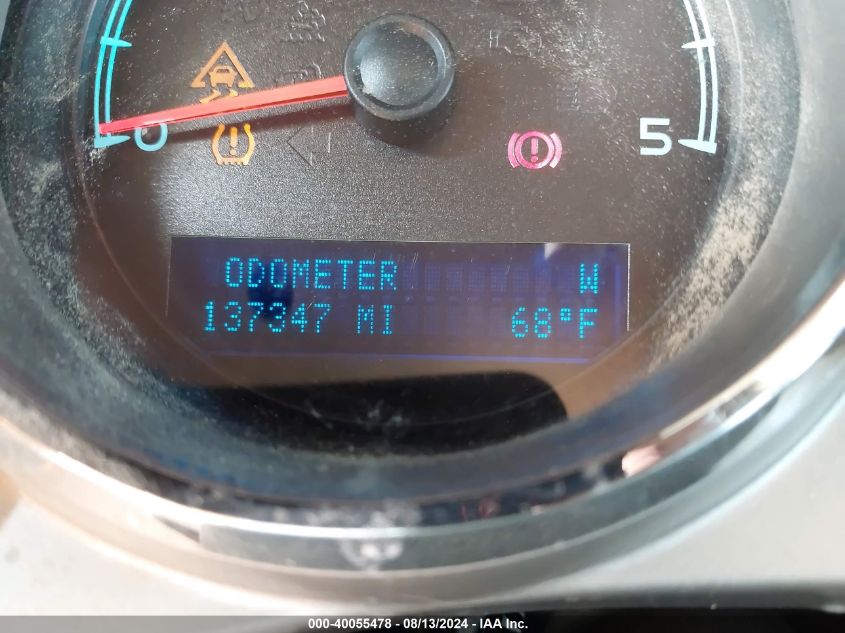 0 5
ODOMETER W
137347 MI 68°F
000-40055478 - 08/13/2024 - IAA Inc.